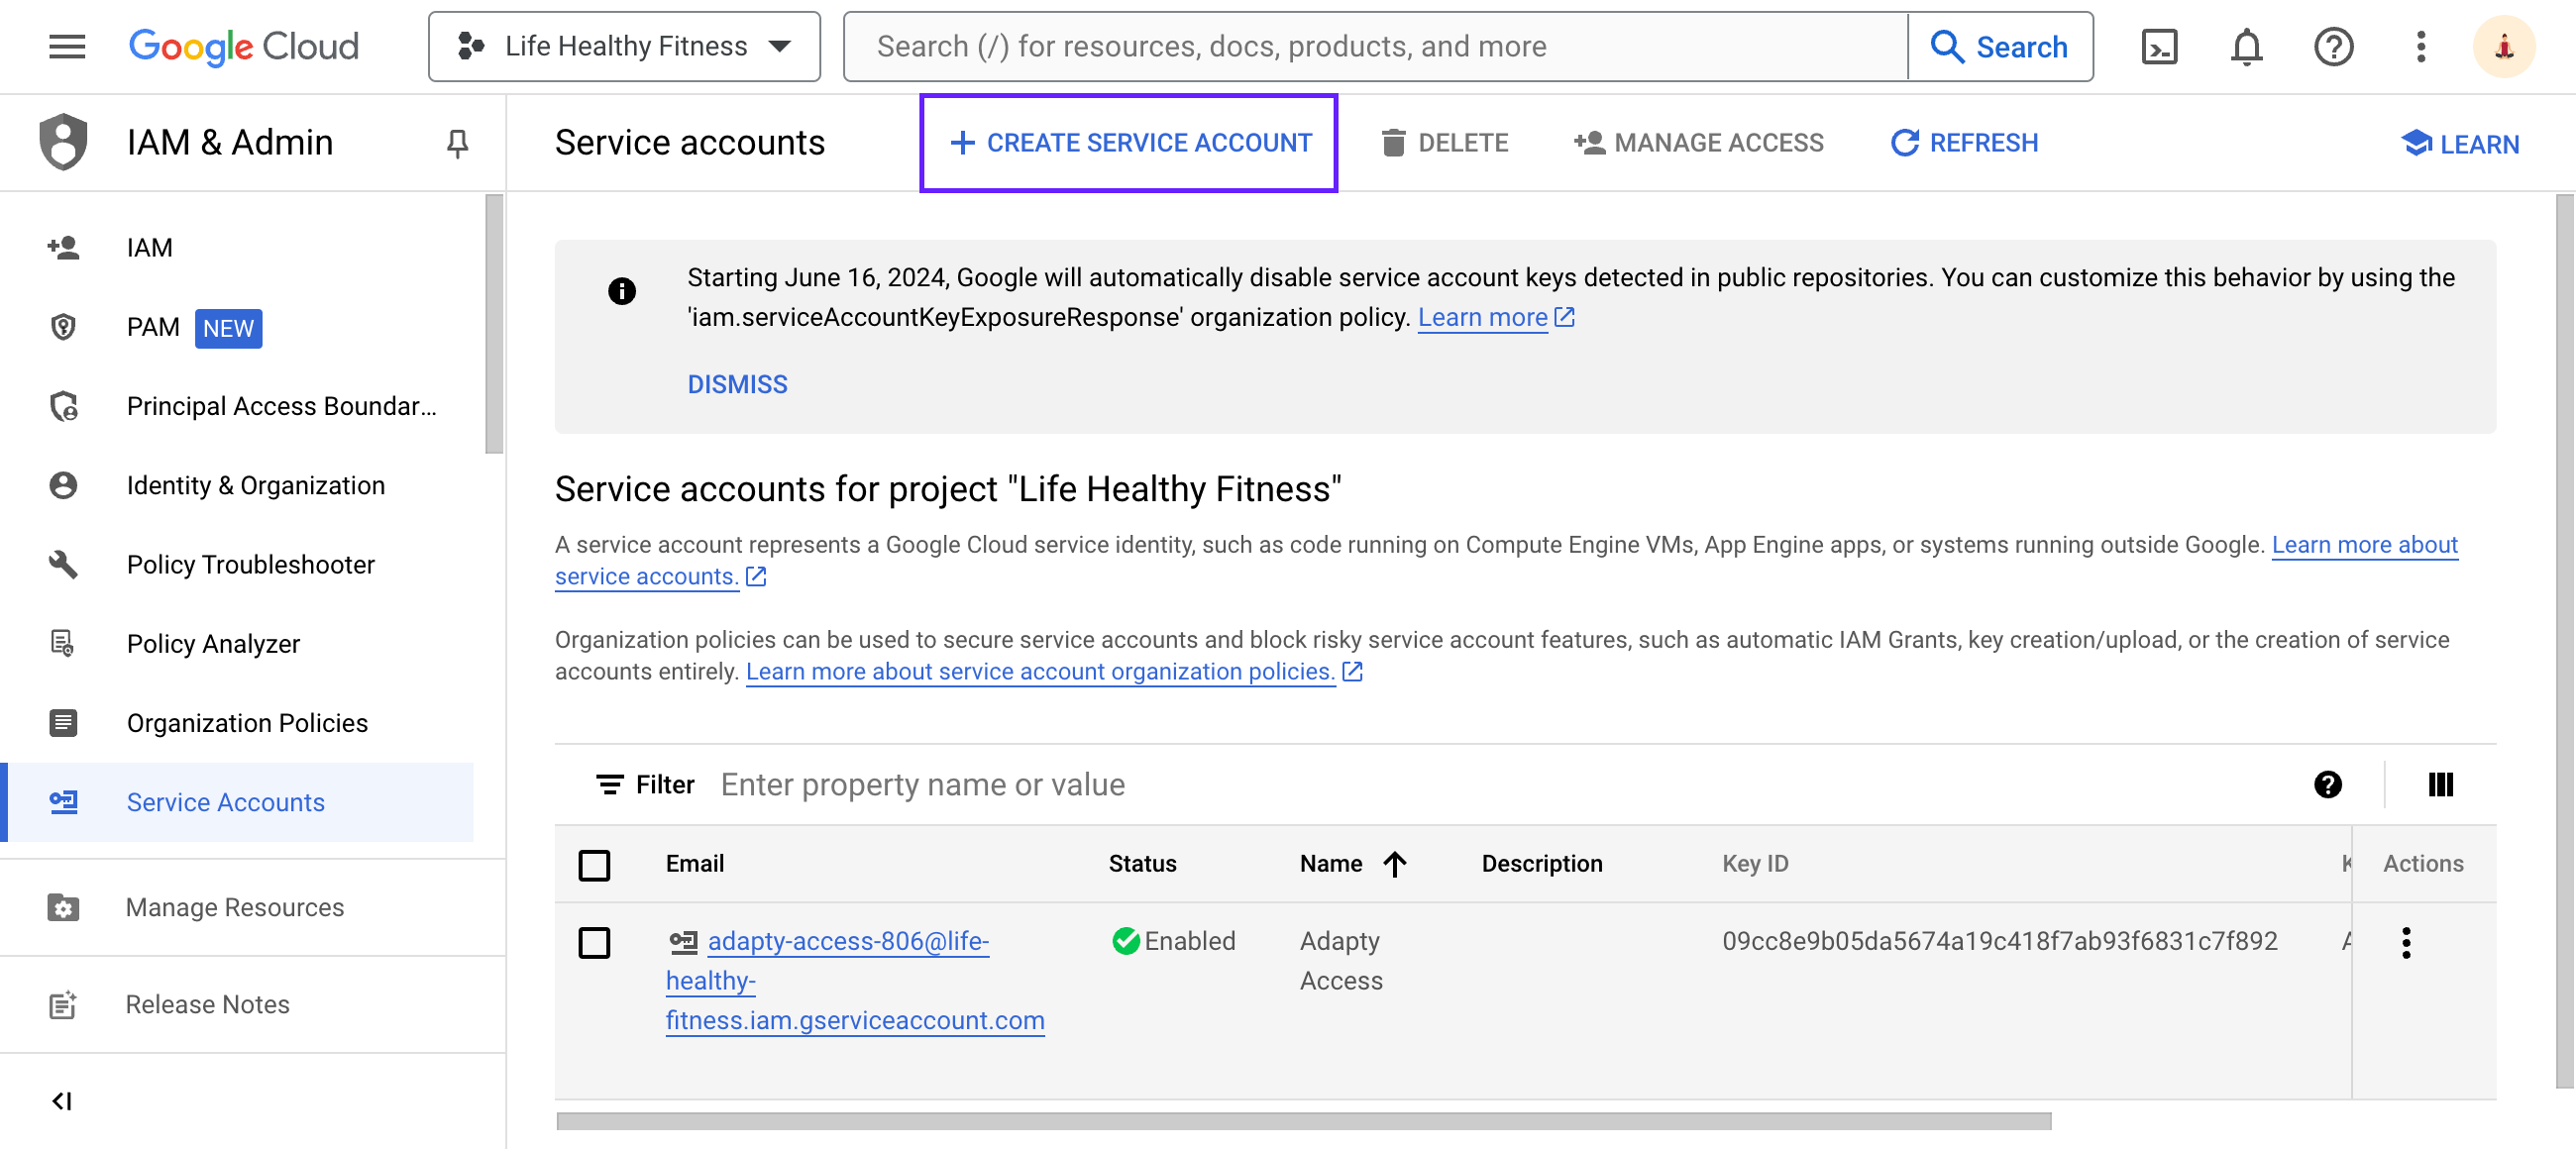 Google Cloud
Life Healthy Fitness
Search (/) for resources, docs, products, and more
Search
IAM & Admin
Service accounts
CREATE SERVICE ACCOUNT
DELETE
MANAGE ACCESS
REFRESH
LEARN
IAM
PAM NEW
Principal Access Boundar...
Identity & Organization
Policy Troubleshooter
Policy Analyzer
Organization Policies
Service Accounts
Manage Resources
Release Notes
Starting June 16, 2024, Google will automatically disable service account keys detected in public repositories. You can customize this behavior by using the
'iam.serviceAccountKeyExposureResponse' organization policy. Learn more
DISMISS
Service accounts for project "Life Healthy Fitness"
A service account represents a Google Cloud service identity, such as code running on Compute Engine VMs, App Engine apps, or systems running outside Google. Learn more about
service accounts.
Organization policies can be used to secure service accounts and block risky service account features, such as automatic IAM Grants, key creation/upload, or the creation of service
accounts entirely. Learn more about service account organization policies.
Filter Enter property name or value
Email Status Name Description Key ID Actions
adapty-access-806@life-
healthy-
fitness.iam.gserviceaccount.com
Enabled
Adapty
Access
09cc8e9b05da5674a19c418f7ab93f6831c7f892